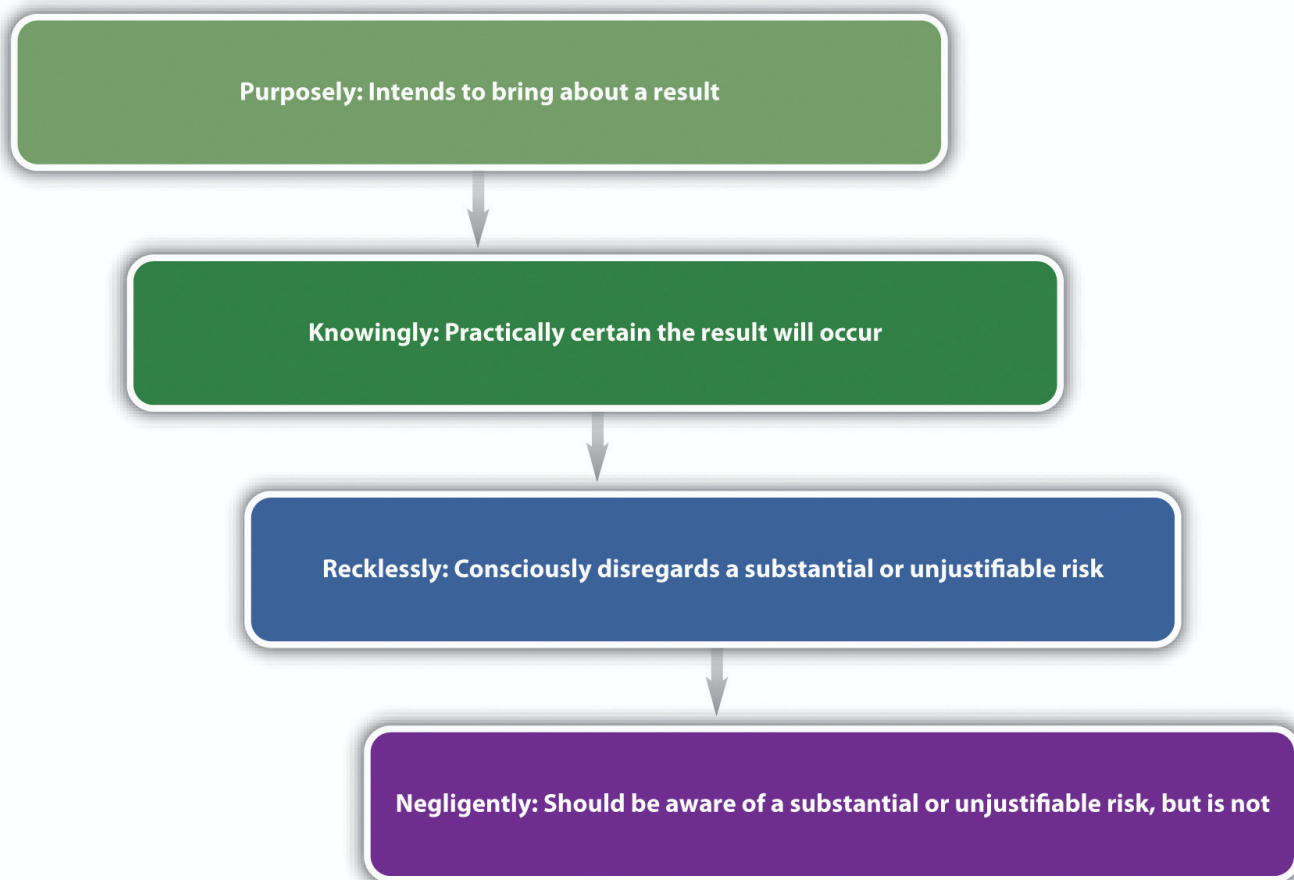 Purposely: Intends to bring about a result
Knowingly: Practically certain the result will occur
Recklessly: Consciously disregards a substantial or unjustifiable risk
Negligently: Should be aware of a substantial or unjustifiable risk, but is not